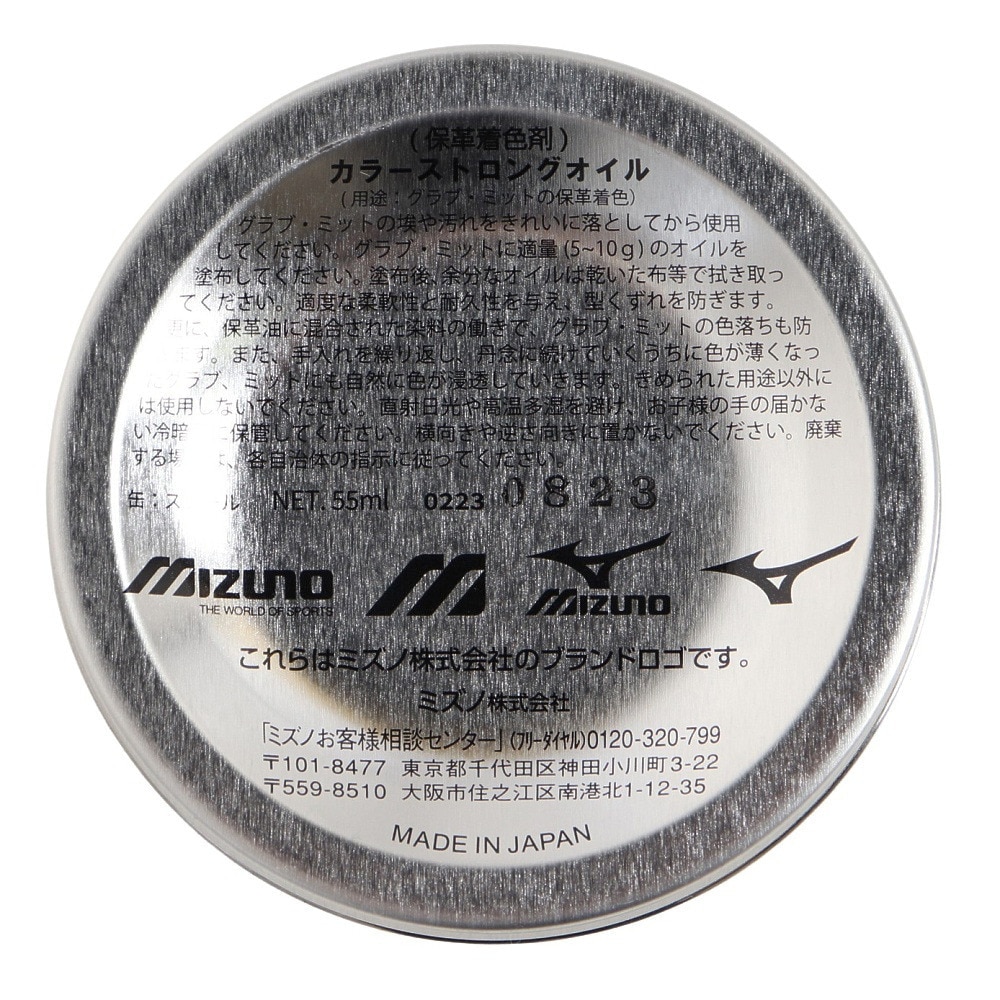 (保革着色剤)
カラーストロングオイル
(用途：グラブ・ミットの保革着色)
グラブ・ミットの埃や汚れをきれいに落としてから使用
してください。グラブ・ミットに適量(5~10g)のオイルを
塗布してください。塗布後、余分なオイルは乾いた布等で拭き取っ
てください。適度な柔軟性と耐久性を与え、型くずれを防ぎます。
に、保革油に混合された染料の働きで、グラブ・ミットの色落ちも防
ます。また、手入れを繰り返し、丹念に続けていくうちに色が薄くなっ
たグラブ、ミットにも自然に色が浸透していきます。きめられた用途以外に
は使用しないでください。直射日光や高温多湿を避け、お子様の手の届かな
い冷暗 に保管してください。横向きや逆さ向きに置かないでください。廃棄
する は、各自治体の指示に従ってください。
缶：スチール NET. 55ml 0223 0823
MIZUNO
THE WORLD OF SPORTS
MIZUNO
これらはミズノ株式会社のブランドロゴです。
ミズノ株式会社
「ミズノお客様相談センター」(フリーダイヤル)0120-320-799
〒101-8477 東京都千代田区神田小川町3-22
〒559-8510 大阪市住之江区南港北1-12-35
MADE IN JAPAN